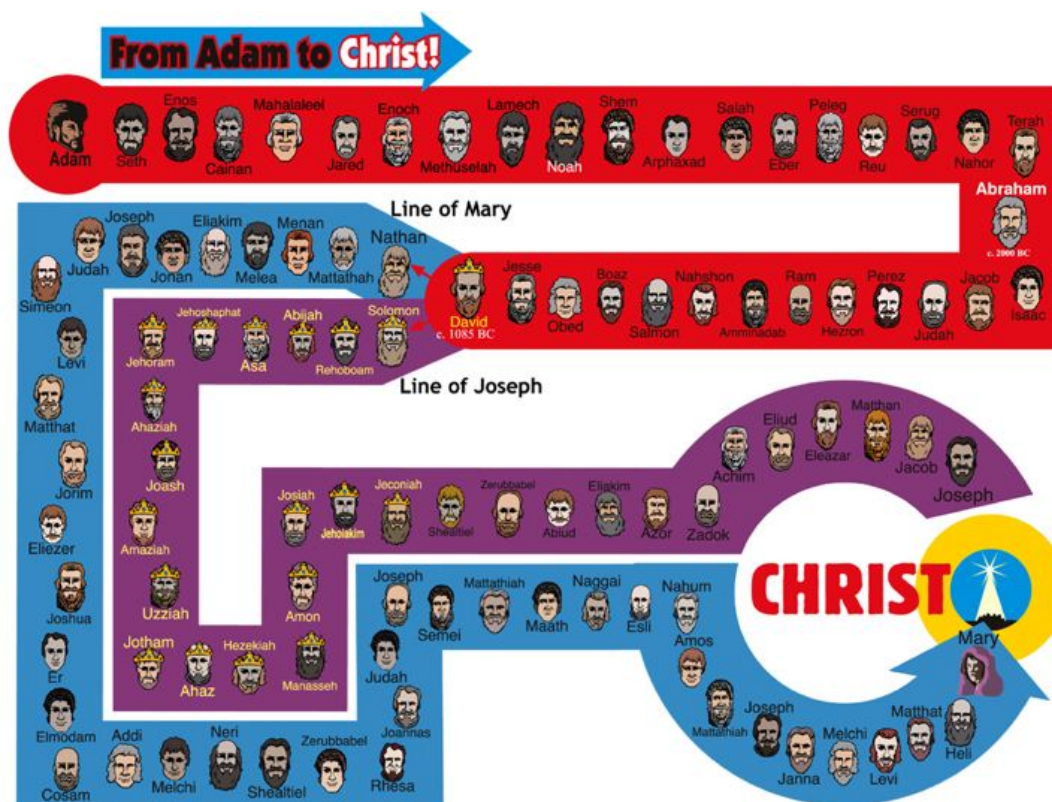 From Adam to Christ!
Adam
Seth
Enos
Cainan
Mahalaleel
Jared
Enoch
Methuselah
Lamech
Noah
Shem
Arphaxad
Salah
Eber
Peleg
Reu
Serug
Nahor
Terah
Abraham
c. 2000 BC
Isaac
Jacob
Judah
Perez
Hezron
Ram
Amminadab
Nahshon
Salmon
Boaz
Obed
Jesse
David
c. 1085 BC
Line of Mary
Nathan
Mattathah
Menan
Melea
Eliakim
Jonan
Joseph
Judah
Simeon
Levi
Matthat
Jorim
Eliezer
Joshua
Er
Elmodam
Cosam
Addi
Melchi
Neri
Shealtiel
Zerubbabel
Rhesa
Joannas
Judah
Joseph
Semei
Mattathiah
Maath
Naggai
Esli
Nahum
Amos
Mattathiah
Joseph
Janna
Melchi
Levi
Matthat
Heli
Mary
Line of Joseph
Solomon
Rehoboam
Abijah
Asa
Jehoshaphat
Jehoram
Ahaziah
Joash
Amaziah
Uzziah
Jotham
Ahaz
Hezekiah
Manasseh
Amon
Josiah
Jehoiakim
Jeconiah
Shealtiel
Zerubbabel
Abiud
Eliakim
Azor
Zadok
Achim
Eliud
Eleazar
Matthan
Jacob
Joseph
CHRIST